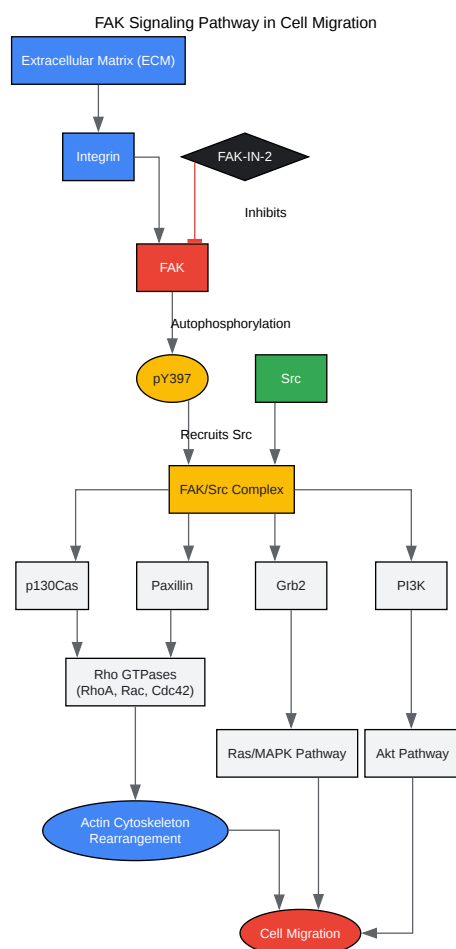 FAK Signaling Pathway in Cell Migration
Extracellular Matrix (ECM)
Integrin
FAK-IN-2
Inhibits
FAK
Autophosphorylation
pY397
Src
Recruits Src
FAK/Src Complex
p130Cas
Paxillin
Grb2
PI3K
Rho GTPases
(RhoA, Rac, Cdc42)
Ras/MAPK Pathway
Akt Pathway
Actin Cytoskeleton
Rearrangement
Cell Migration